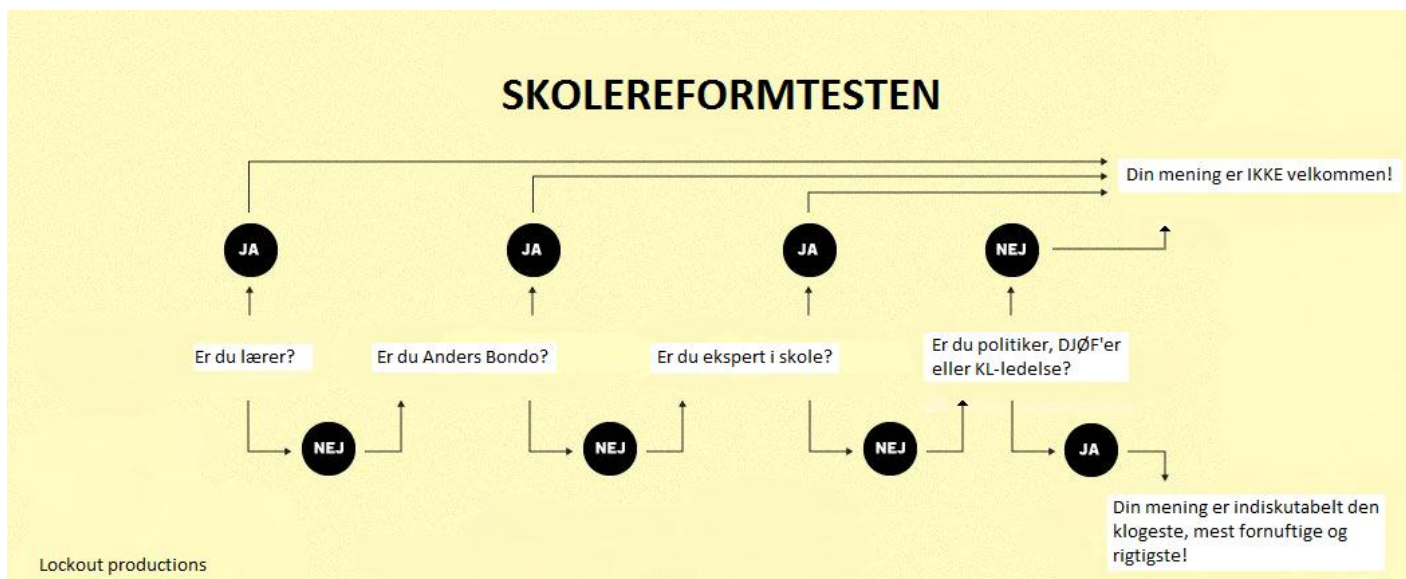 SKOLEREFORMTESTEN
Din mening er IKKE velkommen!
JA
JA
JA
NEJ
Er du lærer?
Er du Anders Bondo?
Er du ekspert i skole?
Er du politiker, DJØF'er
eller KL-ledelse?
NEJ
NEJ
NEJ
JA
Din mening er indiskutabelt den
klogeste, mest fornuftige og
rigtigste!
Lockout productions